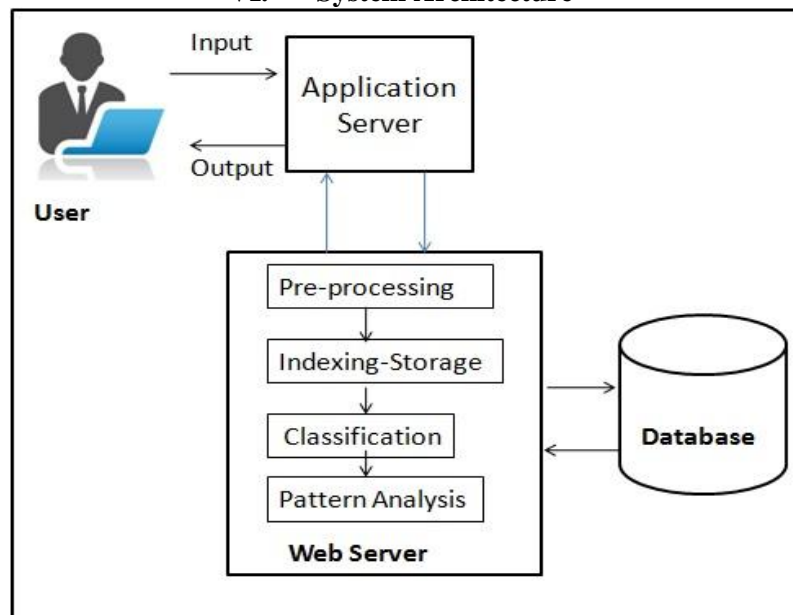 System Architecture
Input
Application
Server
Output
User
Pre-processing
Indexing-Storage
Classification
Pattern Analysis
Web Server
Database